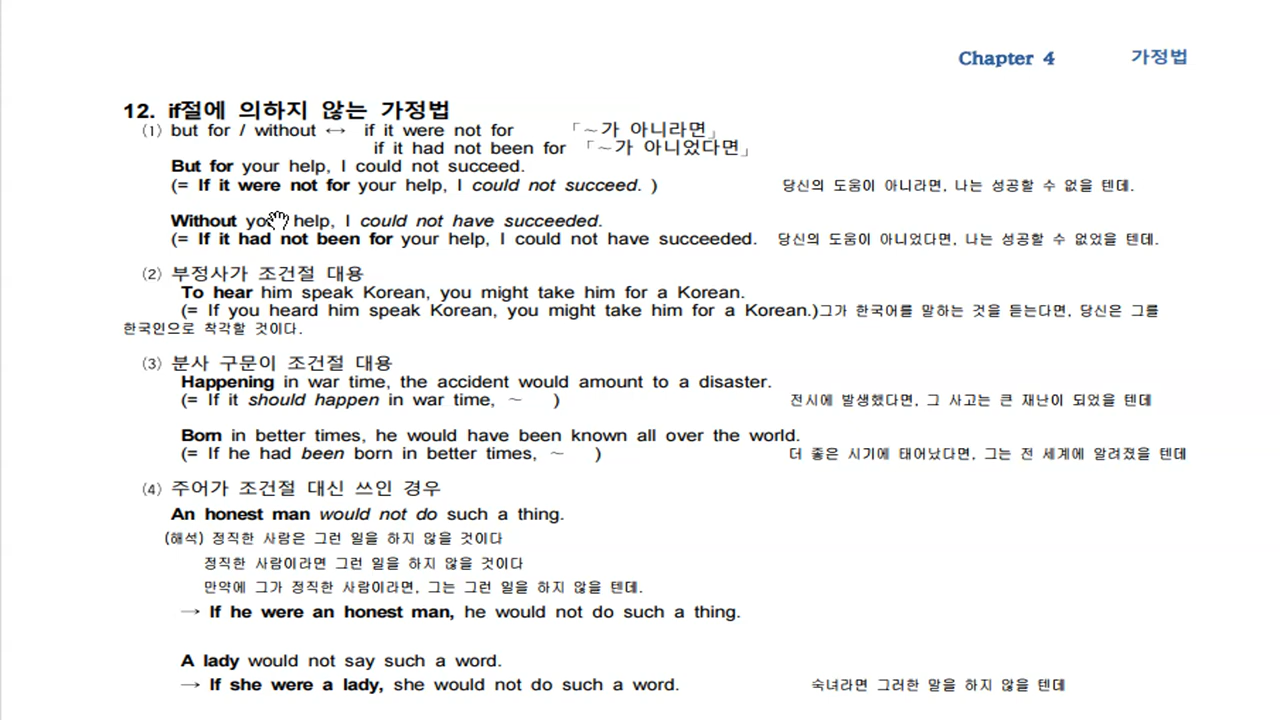 Chapter 4 가정법
12. if절에 의하지 않는 가정법
(1) but for / without ↔ if it were not for 「~가 아니라면」
if it had not been for 「~가 아니었다면」
But for your help, I could not succeed.
(= If it were not for your help, I could not succeed. ) 당신의 도움이 아니라면, 나는 성공할 수 없을 텐데.
Without help, I could not have succeeded.
(= If it had not been for your help, I could not have succeeded. 당신의 도움이 아니었다면, 나는 성공할 수 없었을 텐데.
(2) 부정사가 조건절 대용
To hear him speak Korean, you might take him for a Korean.
(= If you heard him speak Korean, you might take him for a Korean.)그가 한국어를 말하는 것을 듣는다면, 당신은 그를
한국인으로 착각할 것이다.
(3) 분사 구문이 조건절 대용
Happening in war time, the accident would amount to a disaster.
(= If it should happen in war time, ~ ) 전시에 발생했다면, 그 사고는 큰 재난이 되었을 텐데
Born in better times, he would have been known all over the world.
(= If he had been born in better times, ~ ) 더 좋은 시기에 태어났다면, 그는 전 세계에 알려졌을 텐데
(4) 주어가 조건절 대신 쓰인 경우
An honest man would not do such a thing.
(해석) 정직한 사람은 그런 일을 하지 않을 것이다
정직한 사람이라면 그런 일을 하지 않을 것이다
만약에 그가 정직한 사람이라면, 그는 그런 일을 하지 않을 텐데.
→ If he were an honest man, he would not do such a thing.
A lady would not say such a word.
→ If she were a lady, she would not do such a word. 숙녀라면 그러한 말을 하지 않을 텐데